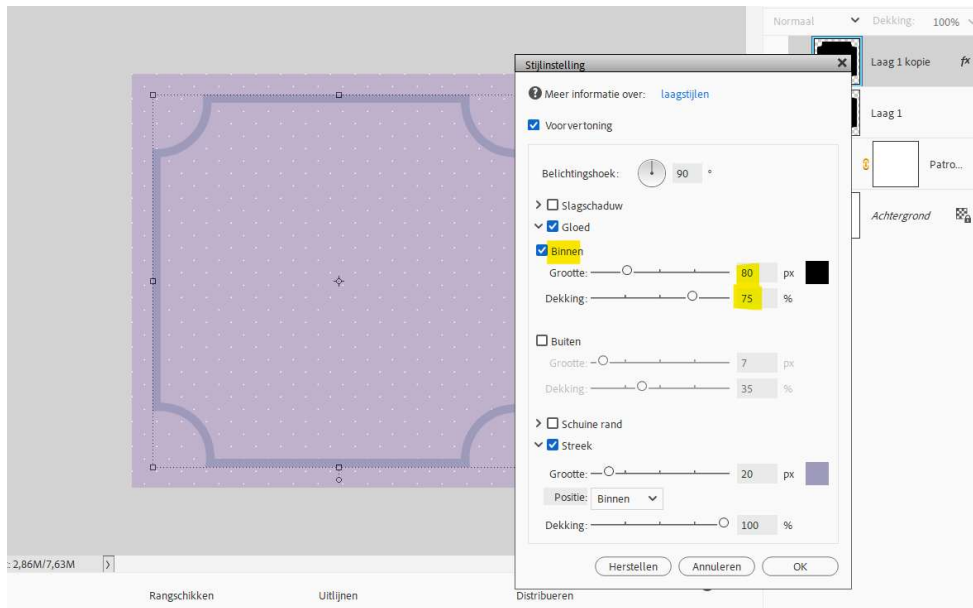 Normaal Dekking: 100%
Stijlinstelling
Meer informatie over: laagstijlen
Voorvertoning
Belichtingshoek: 90 °
Slagschaduw
Gloed
Binnen
Grootte: 80 px
Dekking: 75 %
Buiten
Grootte: 7 px
Dekking: 35 %
Schuine rand
Streek
Grootte: 20 px
Positie: Binnen
Dekking: 100 %
Herstellen Annuleren OK
Laag 1 kopie fx
Laag 1
Patro...
Achtergrond
: 2,86M/7,63M
Rangschikken Uitlijnen Distribueren